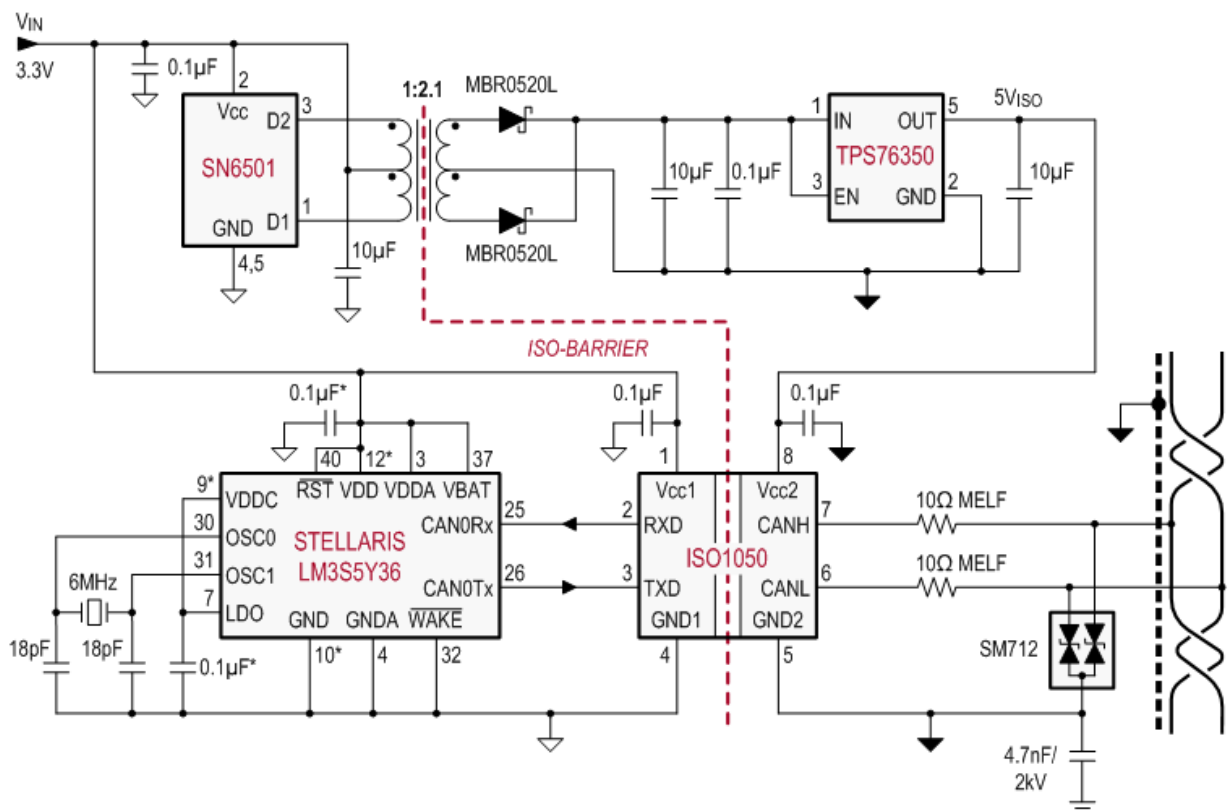 VIN
3.3V
0.1µF
2
Vcc
D2
3
SN6501
D1
1
GND
4,5
10µF
1:2.1
MBR0520L
MBR0520L
10µF
0.1µF
1
IN
OUT
5
TPS76350
3
EN
GND
2
5VISO
10µF
ISO-BARRIER
0.1µF*
40
12*
3
37
RST
VDD
VDDA
VBAT
9*
VDDC
30
OSC0
31
OSC1
7
LDO
STELLARIS
LM3S5Y36
CAN0Rx
25
CAN0Tx
26
GND
GNDA
WAKE
10*
4
32
6MHz
18pF
18pF
0.1µF*
0.1µF
1
8
0.1µF
Vcc1
Vcc2
2
RXD
CANH
7
ISO1050
3
TXD
CANL
6
GND1
GND2
4
5
10Ω MELF
10Ω MELF
SM712
4.7nF/
2kV